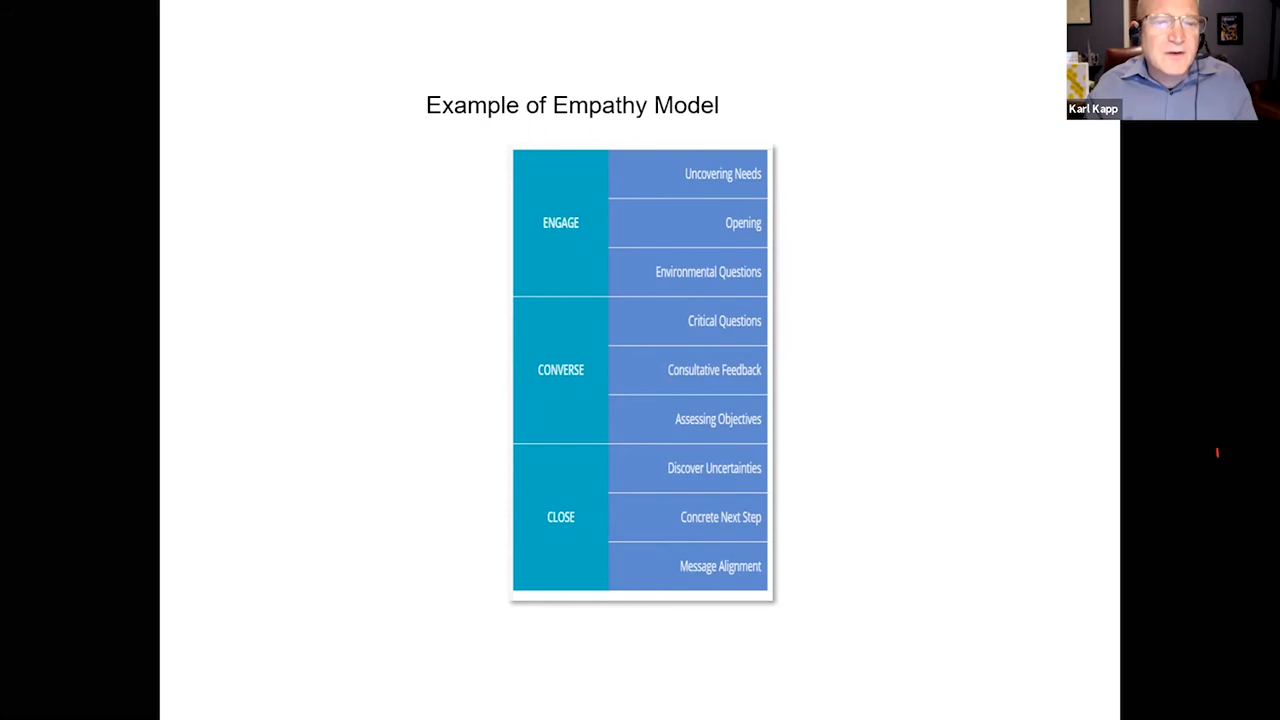 Karl Kapp
Example of Empathy Model
ENGAGE
Uncovering Needs
Opening
Environmental Questions
CONVERSE
Critical Questions
Consultative Feedback
Assessing Objectives
CLOSE
Discover Uncertainties
Concrete Next Step
Message Alignment